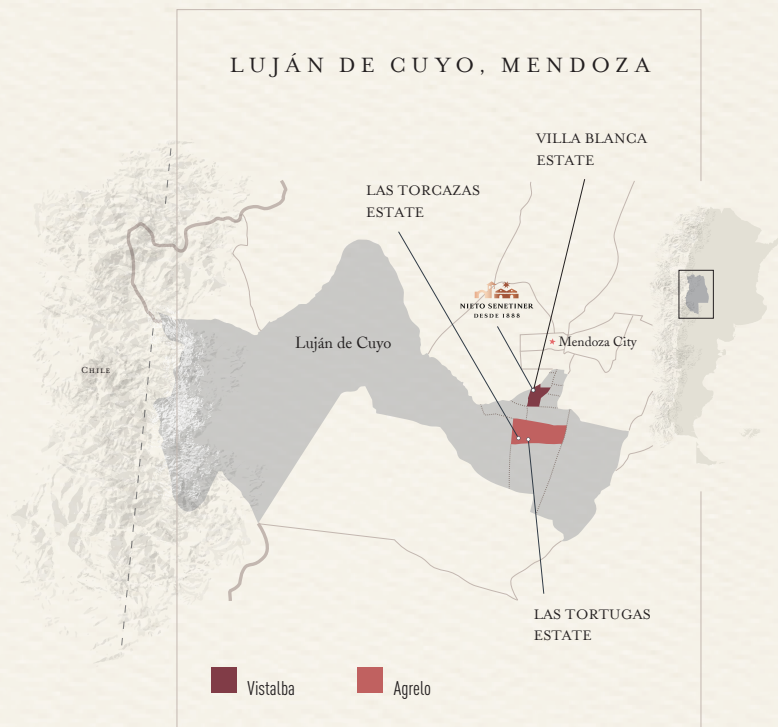 LUJÁN DE CUYO, MENDOZA
VILLA BLANCA
ESTATE
LAS TORCAZAS
ESTATE
NIETO SENETINER
DESDE 1888
Luján de Cuyo
Mendoza City
CHILE
LAS TORTUGAS
ESTATE
Vistalba
Agrelo